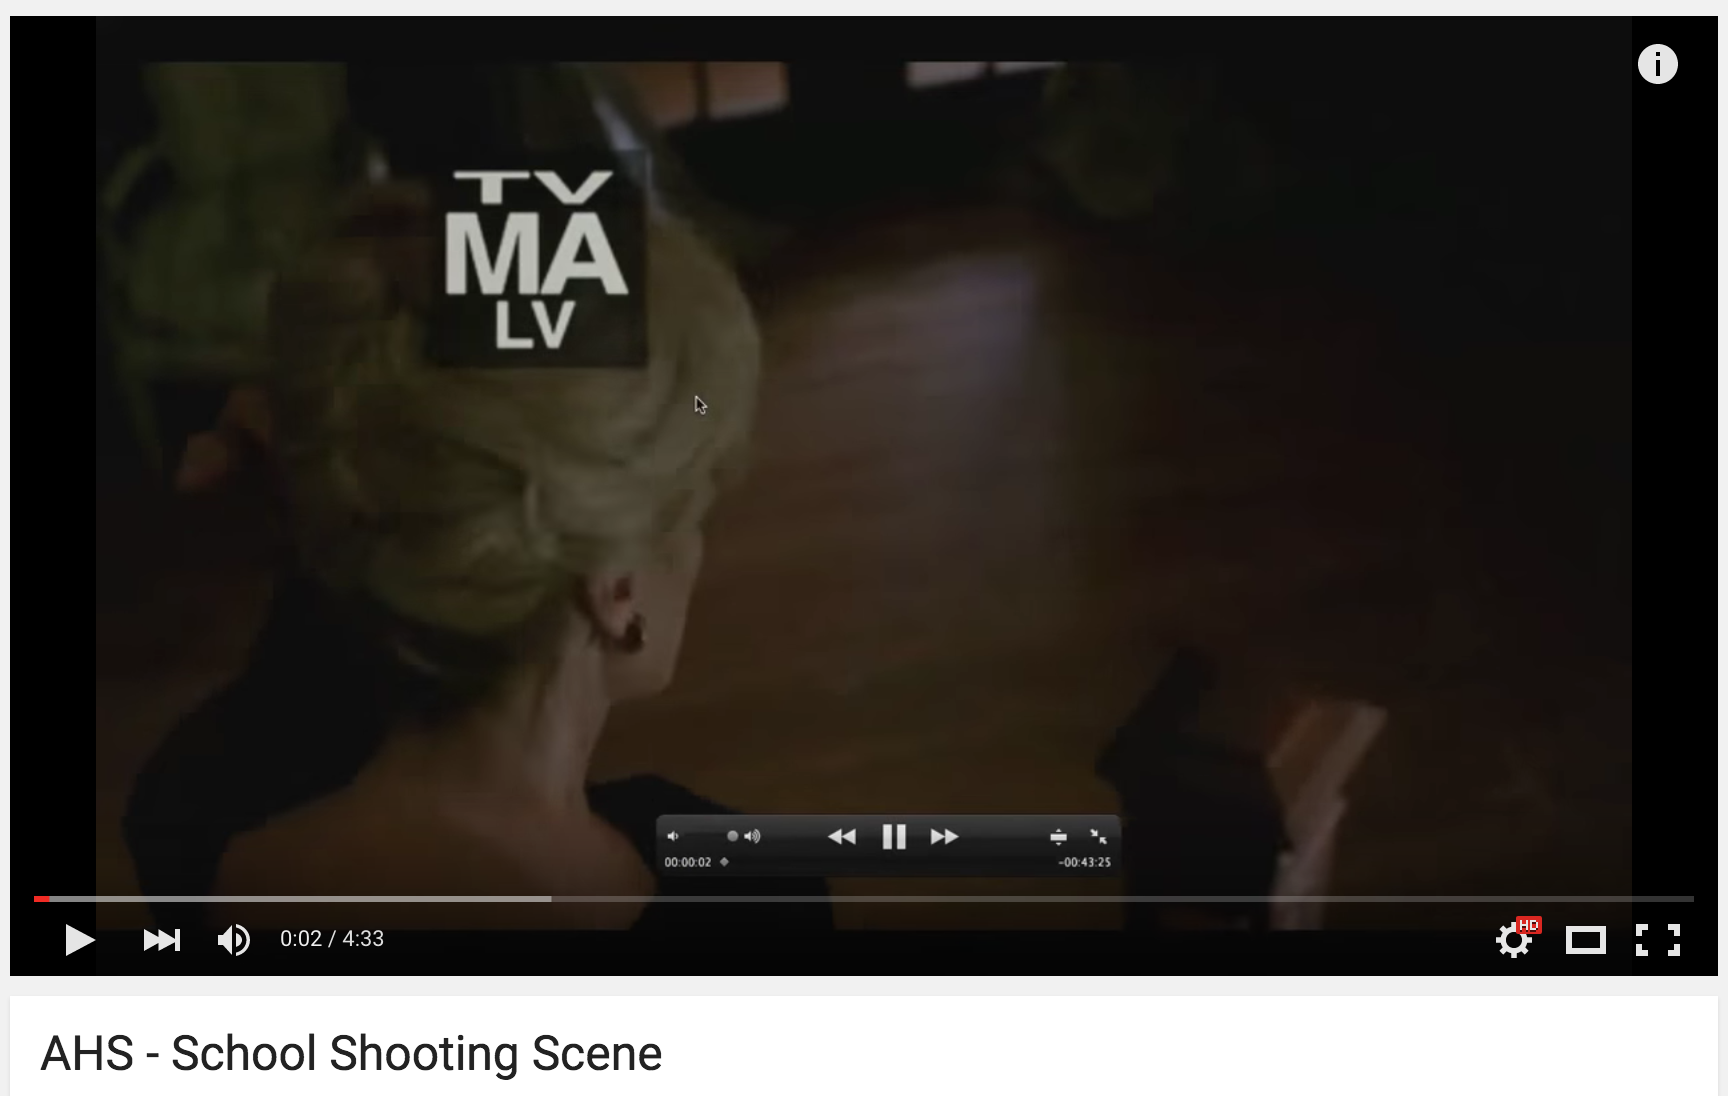 TV
MA
LV
00:00:02
-00:43:25
HD
0:02 / 4:33
AHS - School Shooting Scene